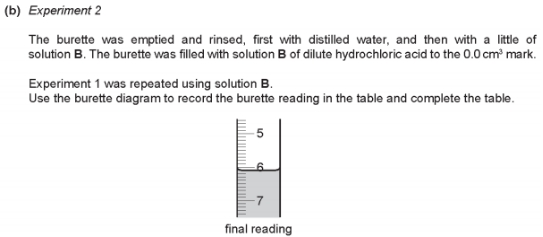 (b) Experiment 2
The burette was emptied and rinsed, first with distilled water, and then with a little of
solution B. The burette was filled with solution B of dilute hydrochloric acid to the 0.0 cm³ mark.
Experiment 1 was repeated using solution B.
Use the burette diagram to record the burette reading in the table and complete the table.
5
6
7
final reading